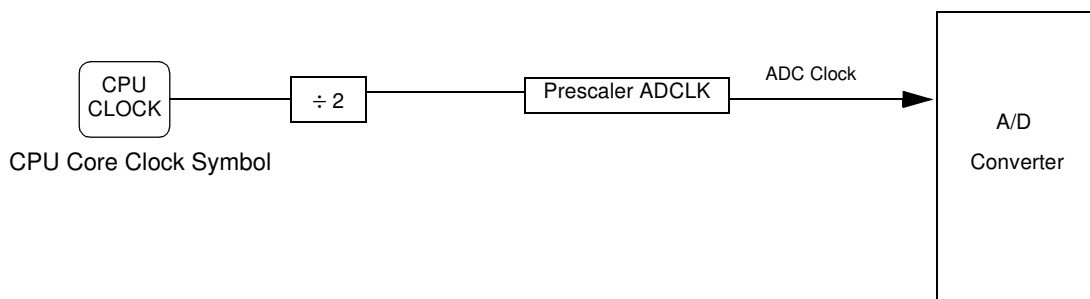 CPU
CLOCK
÷ 2
Prescaler ADCLK
ADC Clock
A/D
Converter
CPU Core Clock Symbol